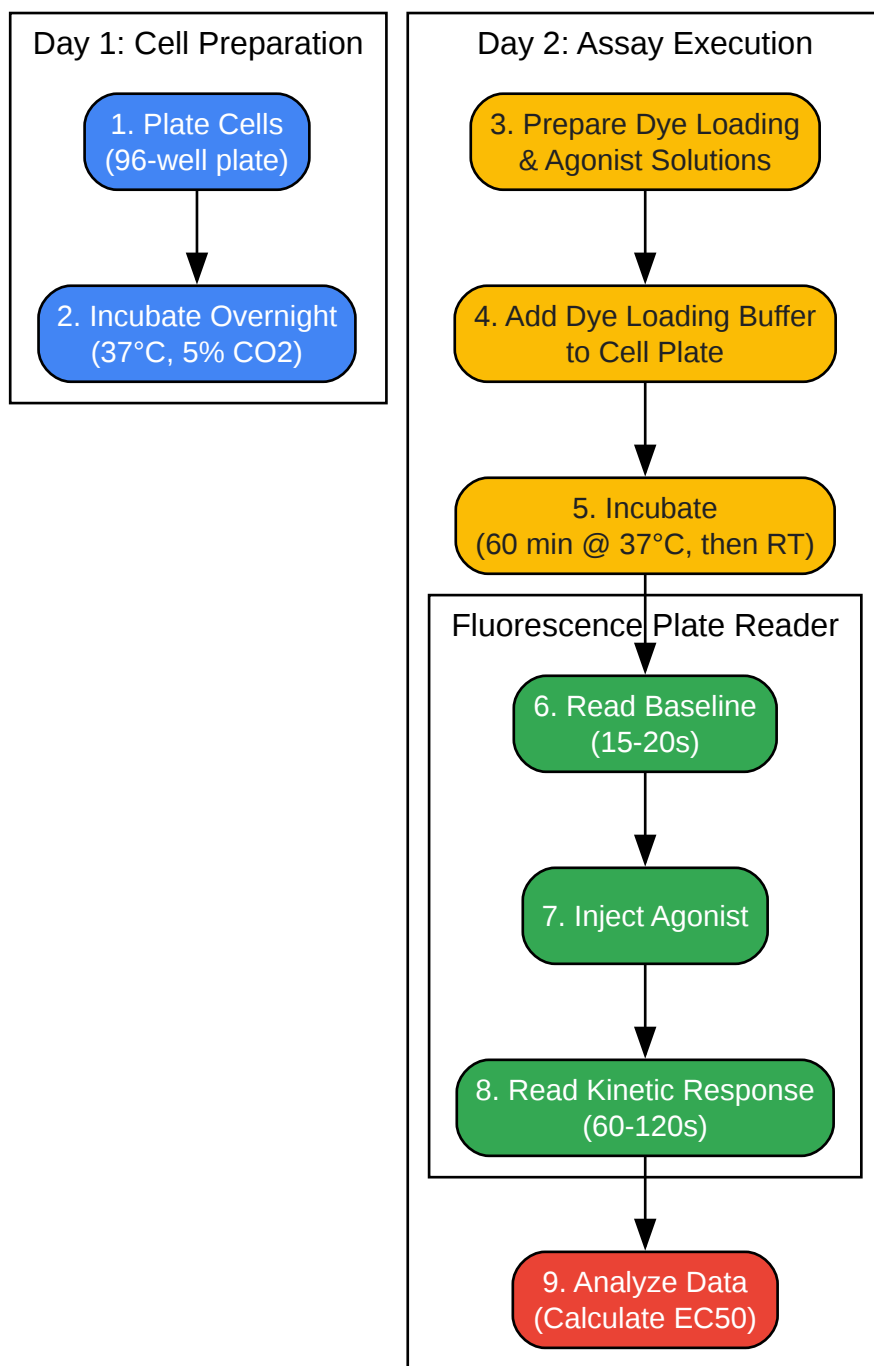 Day 1: Cell Preparation
1. Plate Cells
(96-well plate)
2. Incubate Overnight
(37°C, 5% CO2)
Day 2: Assay Execution
3. Prepare Dye Loading
& Agonist Solutions
4. Add Dye Loading Buffer
to Cell Plate
5. Incubate
(60 min @ 37°C, then RT)
Fluorescence Plate Reader
6. Read Baseline
(15-20s)
7. Inject Agonist
8. Read Kinetic Response
(60-120s)
9. Analyze Data
(Calculate EC50)